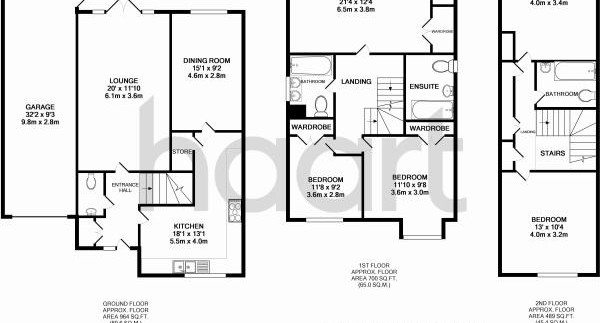 GARAGE
32'2 x 9'3
9.8m x 2.8m
LOUNGE
20' x 11'10
6.1m x 3.6m
DINING ROOM
15'1 x 9'2
4.6m x 2.8m
STORE
ENTRANCE
HALL
KITCHEN
18'1 x 13'1
5.5m x 4.0m
GROUND FLOOR
APPROX. FLOOR
AREA 964 SQ.FT.
21'4 x 12'4
6.5m x 3.8m
WARDROBE
BATHROOM
LANDING
ENSUITE
WARDROBE
WARDROBE
BEDROOM
11'8 x 9'2
3.6m x 2.8m
BEDROOM
11'10 x 9'8
3.6m x 3.0m
1ST FLOOR
APPROX. FLOOR
AREA 700 SQ.FT.
(65.0 SQ.M.)
4.0m x 3.4m
BATHROOM
LANDING
STAIRS
BEDROOM
13' x 10'4
4.0m x 3.2m
2ND FLOOR
APPROX. FLOOR
AREA 489 SQ.FT.
(45.4 SQ.M.)
haart